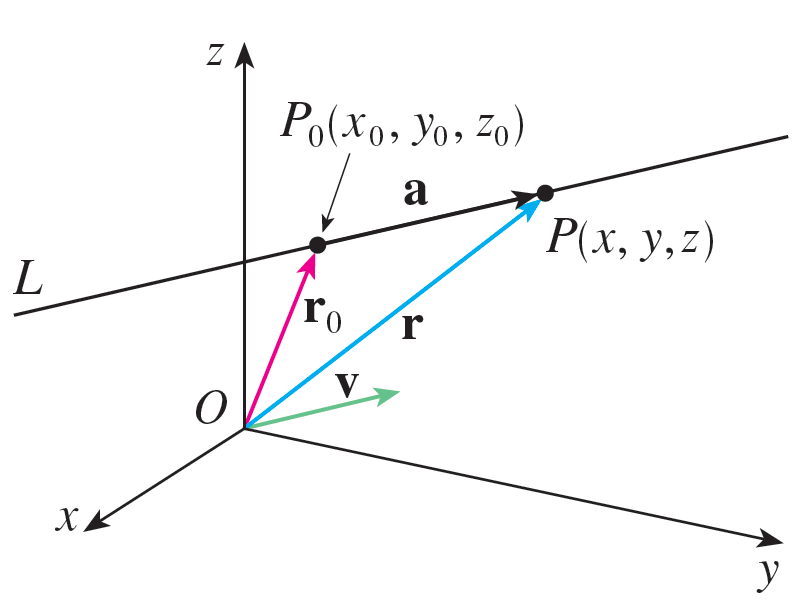 z
P₀(x₀, y₀, z₀)
a
P(x, y, z)
L
r₀
r
v
O
x
y